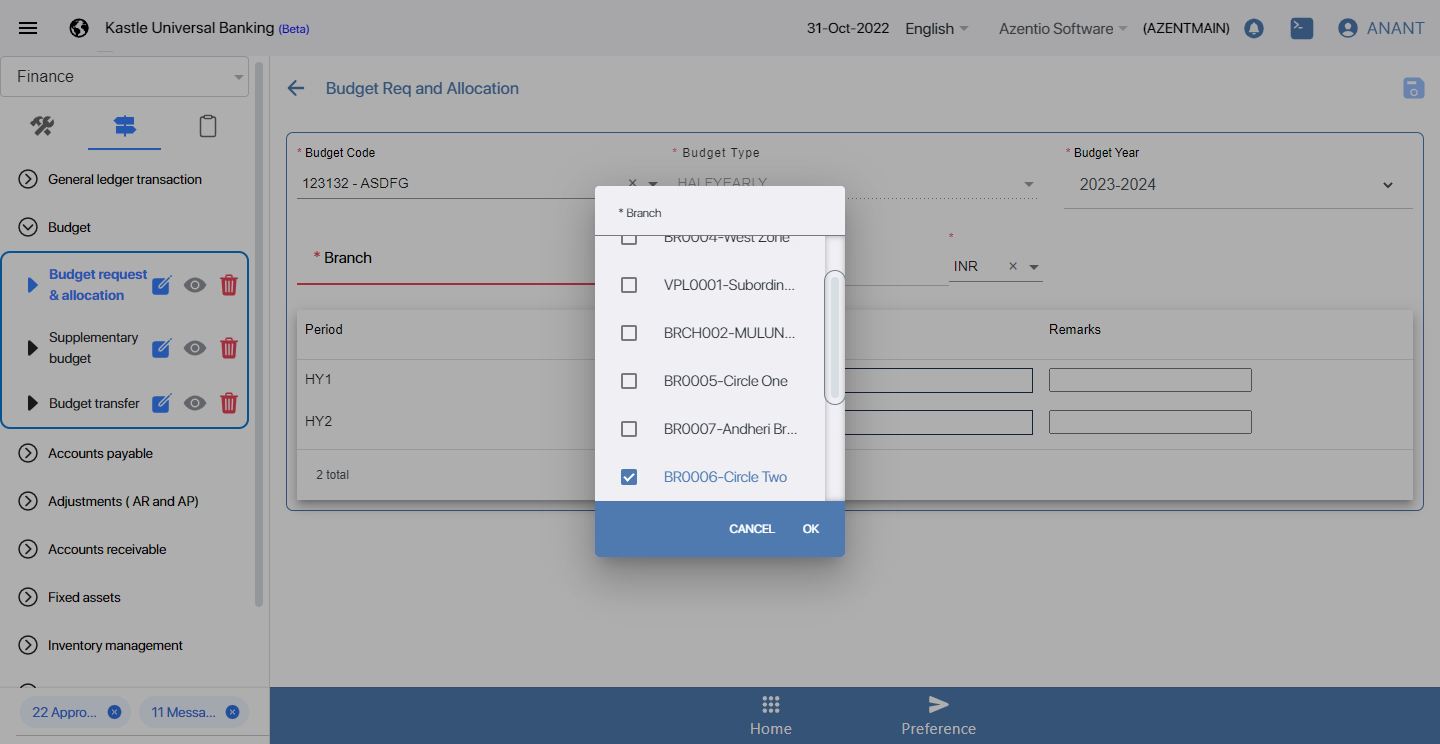 Kastle Universal Banking (Beta)
31-Oct-2022
English
Azentio Software
(AZENTMAIN)
ANANT
Finance
General ledger transaction
Budget
Budget request
& allocation
Supplementary
budget
Budget transfer
Accounts payable
Adjustments ( AR and AP)
Accounts receivable
Fixed assets
Inventory management
22 Appro...
11 Messa...
Budget Req and Allocation
* Budget Code
123132 - ASDFG
* Budget Type
HALFYEARLY
* Budget Year
2023-2024
* Branch
*
INR
Period
Remarks
HY1
HY2
2 total
* Branch
BR0004-West Zone
VPL0001-Subordin...
BRCH002-MULUN...
BR0005-Circle One
BR0007-Andheri Br...
BR0006-Circle Two
CANCEL
OK
Home
Preference